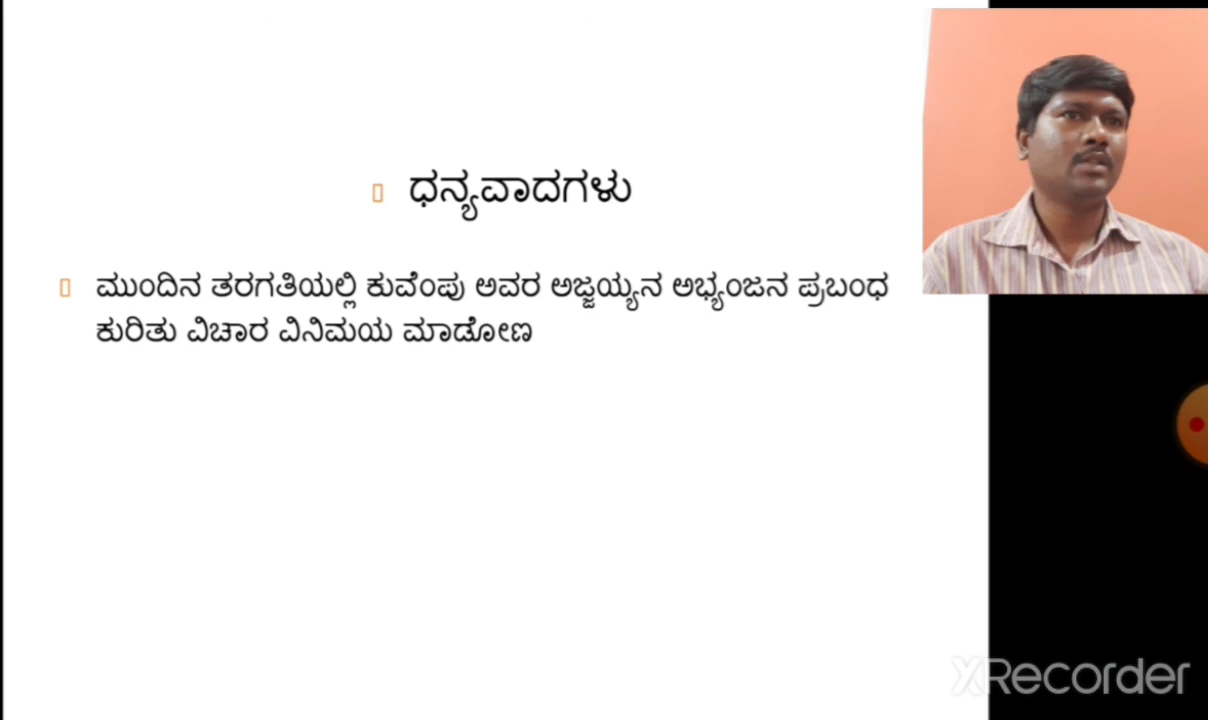 ಧನ್ಯವಾದಗಳು
ಮುಂದಿನ ತರಗತಿಯಲ್ಲಿ ಕುವೆಂಪು ಅವರ ಅಜ್ಜಯ್ಯನ ಅಭ್ಯಂಜನ ಪ್ರಬಂಧ
ಕುರಿತು ವಿಚಾರ ವಿನಿಮಯ ಮಾಡೋಣ
XRecorder